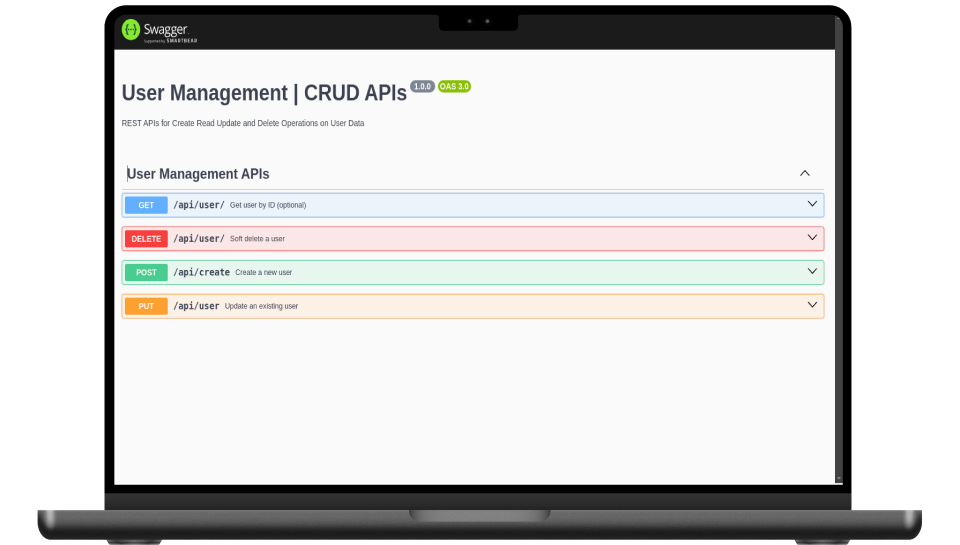 Swagger
Supported by SMARTBEAR
User Management | CRUD APIs 1.0.0 OAS 3.0
REST APIs for Create Read Update and Delete Operations on User Data
User Management APIs
GET /api/user/ Get user by ID (optional)
DELETE /api/user/ Soft delete a user
POST /api/create Create a new user
PUT /api/user Update an existing user